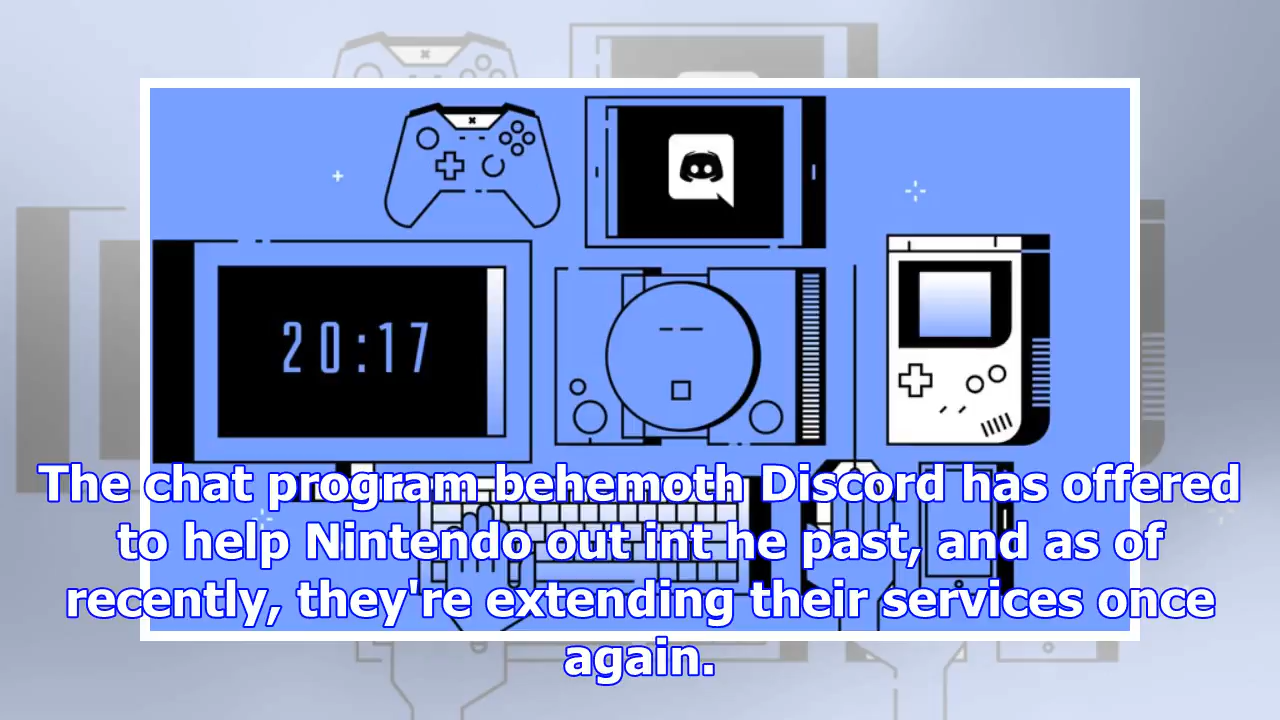 20:17
The chat program behemoth Discord has offered
to help Nintendo out int he past, and as of
recently, they're extending their services once
again.